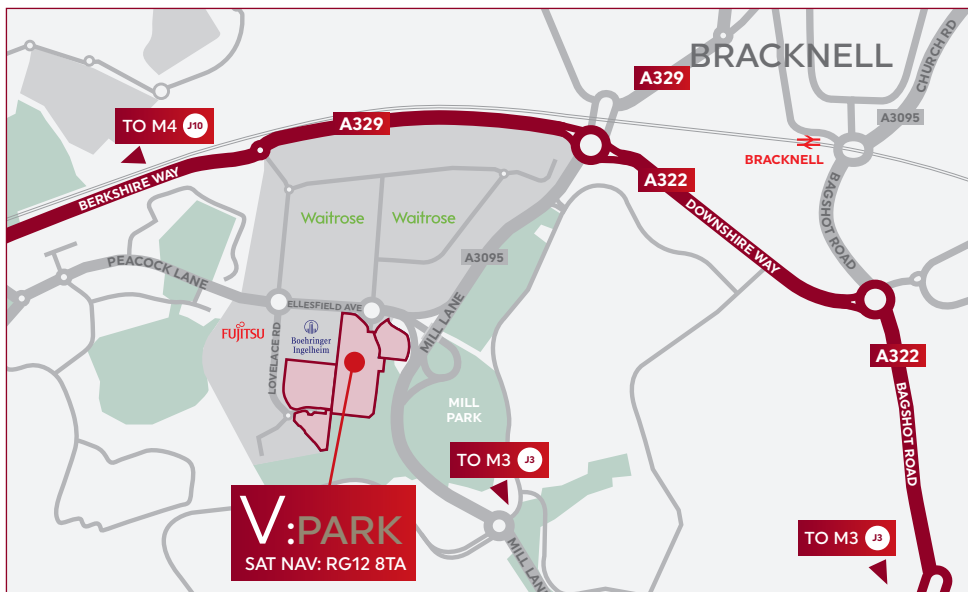 BRACKNELL
CHURCH RD
A329
A3095
TO M4 J10
A329
BRACKNELL
BERKSHIRE WAY
A322
BAGSHOT ROAD
Waitrose
Waitrose
DOWNSHIRE WAY
A3095
PEACOCK LANE
ELLESFIELD AVE
FUJITSU
Boehringer
Ingelheim
MILL LANE
LOVELACE RD
A322
BAGSHOT ROAD
MILL
PARK
TO M3 J3
V:PARK
SAT NAV: RG12 8TA
TO M3 J3
MILL LANE